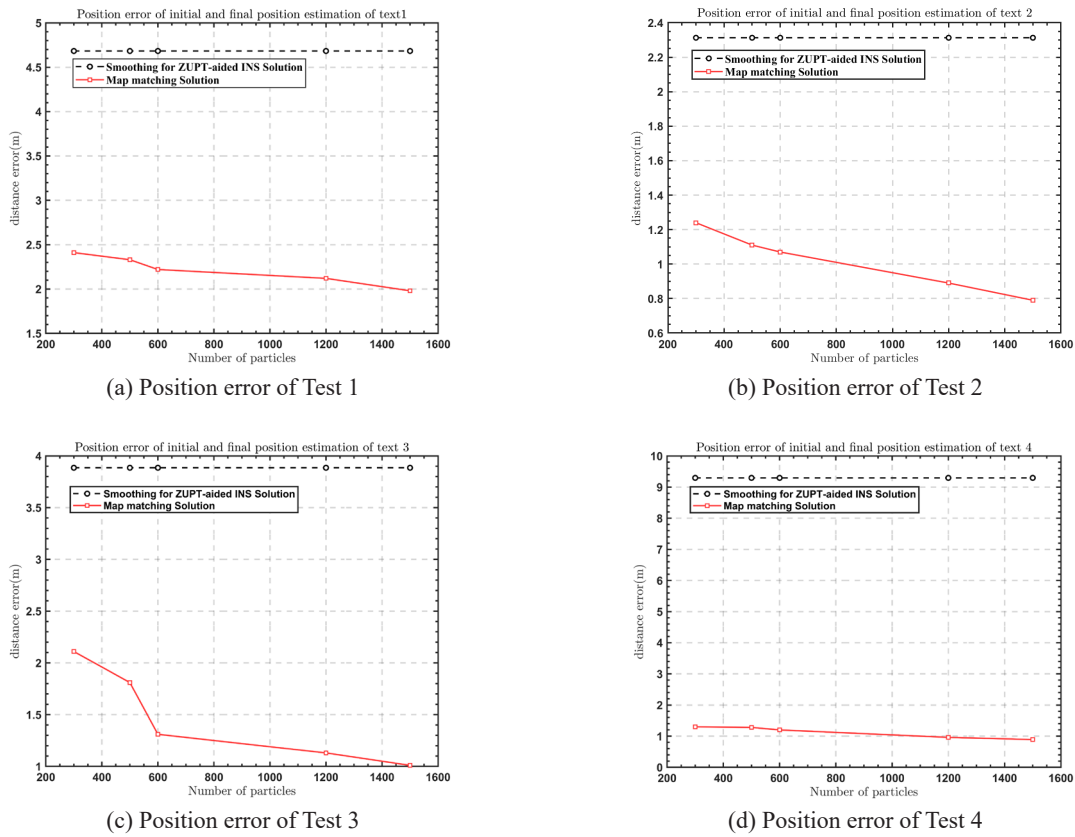 Position error of initial and final position estimation of text1
5
4.5
4
3.5
3
2.5
2
1.5
distance error(m)
Smoothing for ZUPT-aided INS Solution
Map matching Solution
200 400 600 800 1000 1200 1400 1600
Number of particles
(a) Position error of Test 1
Position error of initial and final position estimation of text 2
2.4
2.2
2
1.8
1.6
1.4
1.2
1
0.8
0.6
distance error(m)
Smoothing for ZUPT-aided INS Solution
Map matching Solution
200 400 600 800 1000 1200 1400 1600
Number of particles
(b) Position error of Test 2
Position error of initial and final position estimation of text 3
4
3.5
3
2.5
2
1.5
1
distance error(m)
Smoothing for ZUPT-aided INS Solution
Map matching Solution
200 400 600 800 1000 1200 1400 1600
Number of particles
(c) Position error of Test 3
Position error of initial and final position estimation of text 4
10
9
8
7
6
5
4
3
2
1
0
distance error(m)
Smoothing for ZUPT-aided INS Solution
Map matching Solution
200 400 600 800 1000 1200 1400 1600
Number of particles
(d) Position error of Test 4